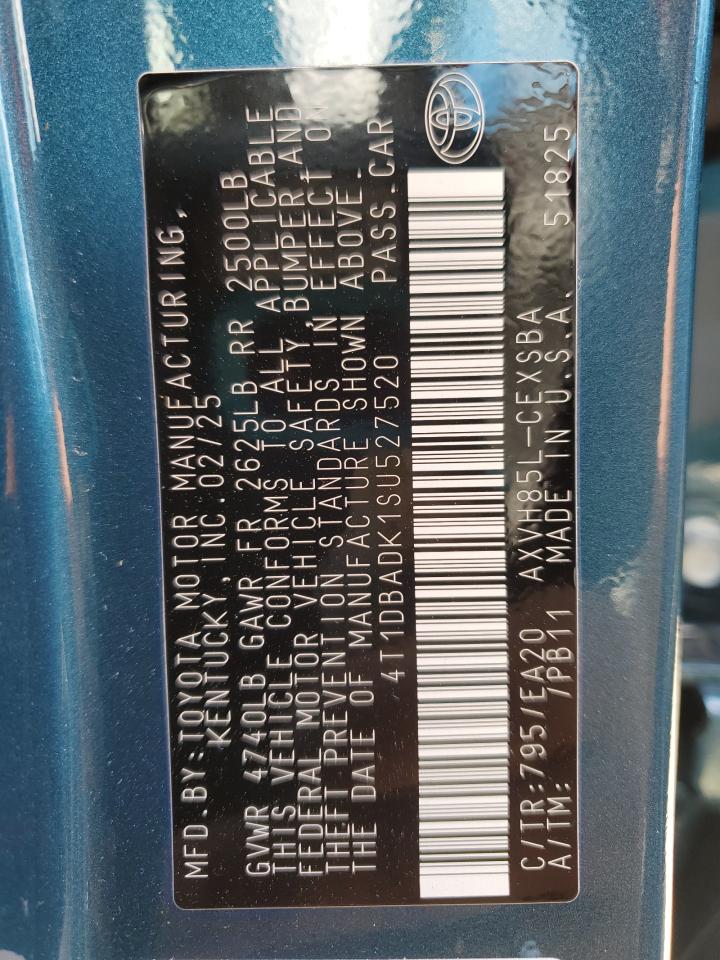 MFD.BY:TOYOTA MOTOR MANUFACTURING,
KENTUCKY, INC.02/25
GVWR 4740LB GAWR FR 2625LB RR 2500LB
THIS VEHICLE CONFORMS TO ALL APPLICABLE
FEDERAL MOTOR VEHICLE SAFETY, BUMPER AND
THEFT PREVENTION STANDARDS IN EFFECT ON
THE DATE OF MANUFACTURE SHOWN ABOVE.
4T1DBADK1SU527520 PASS.CAR
C/IR:795/EA20 AXVH85L-CEXSBA
A/TM: /PB11 MADE IN U.S.A. 51825